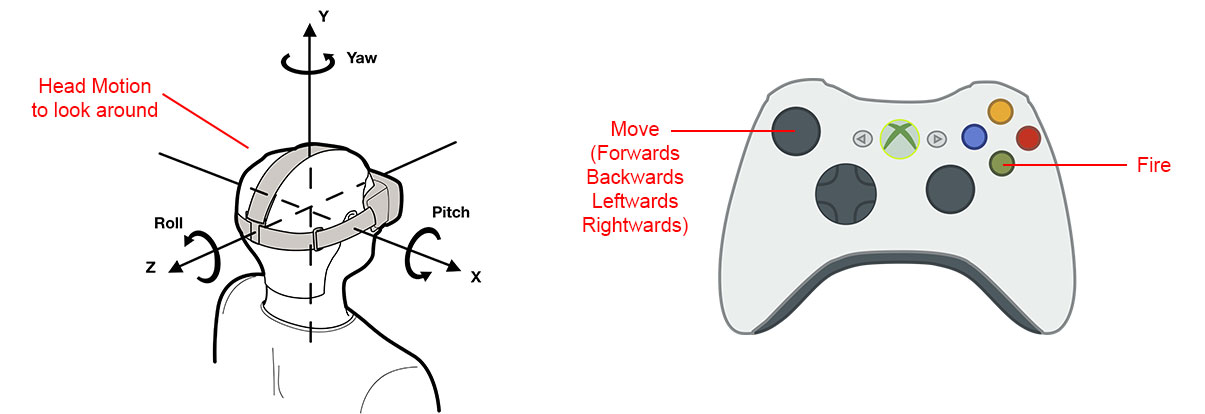 Y
Yaw
Head Motion
to look around
Roll
Z
Pitch
X
Move
(Forwards
Backwards
Leftwards
Rightwards)
Fire